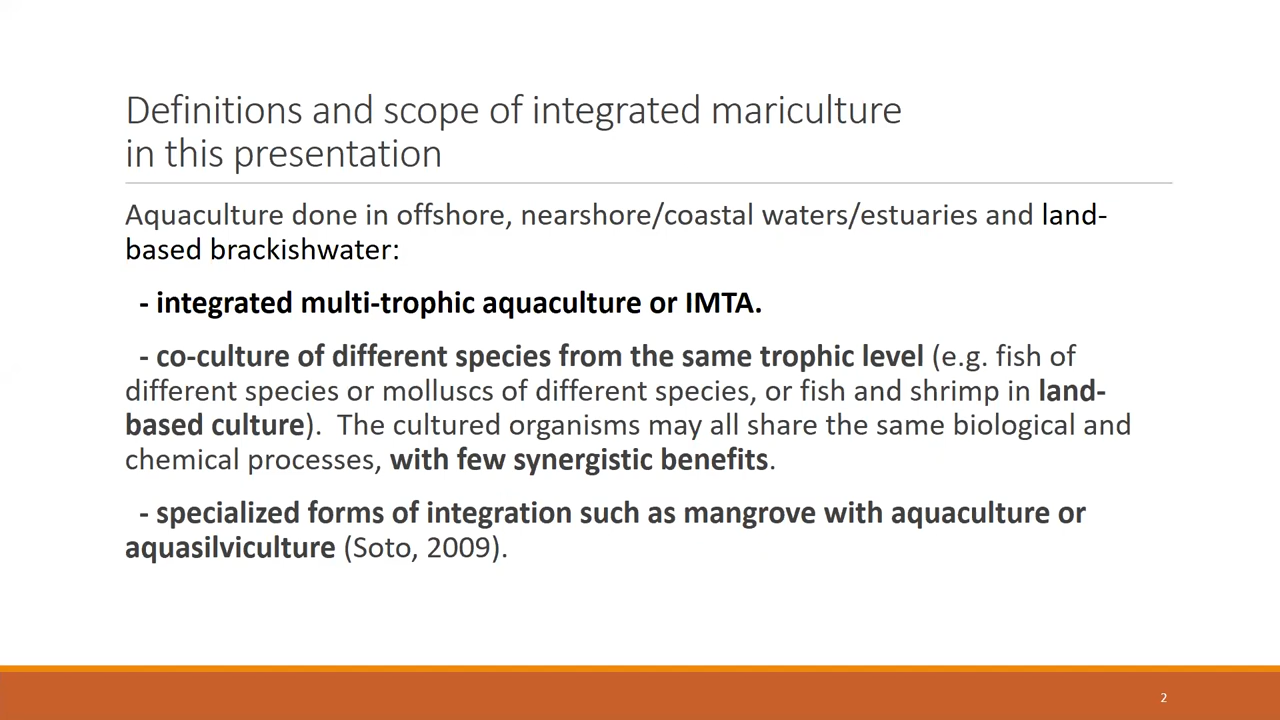 Definitions and scope of integrated mariculture
in this presentation
Aquaculture done in offshore, nearshore/coastal waters/estuaries and land-
based brackishwater:
- integrated multi-trophic aquaculture or IMTA.
- co-culture of different species from the same trophic level (e.g. fish of
different species or molluscs of different species, or fish and shrimp in land-
based culture).  The cultured organisms may all share the same biological and
chemical processes, with few synergistic benefits.
- specialized forms of integration such as mangrove with aquaculture or
aquasilviculture (Soto, 2009).
2